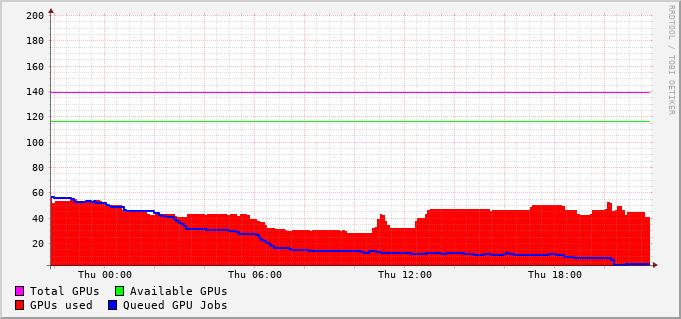 200
180
160
140
120
100
80
60
40
20
Thu 00:00 Thu 06:00 Thu 12:00 Thu 18:00
Total GPUs Available GPUs
GPUs used Queued GPU Jobs
RRDTOOL / TOBI OETIKER